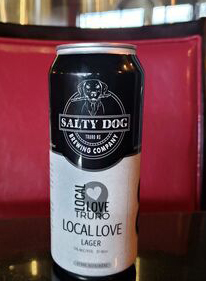 SALTY DOG
TRURO NS
BREWING COMPANY
LOCAL
LOVE
TRURO
LOCAL LOVE
LAGER